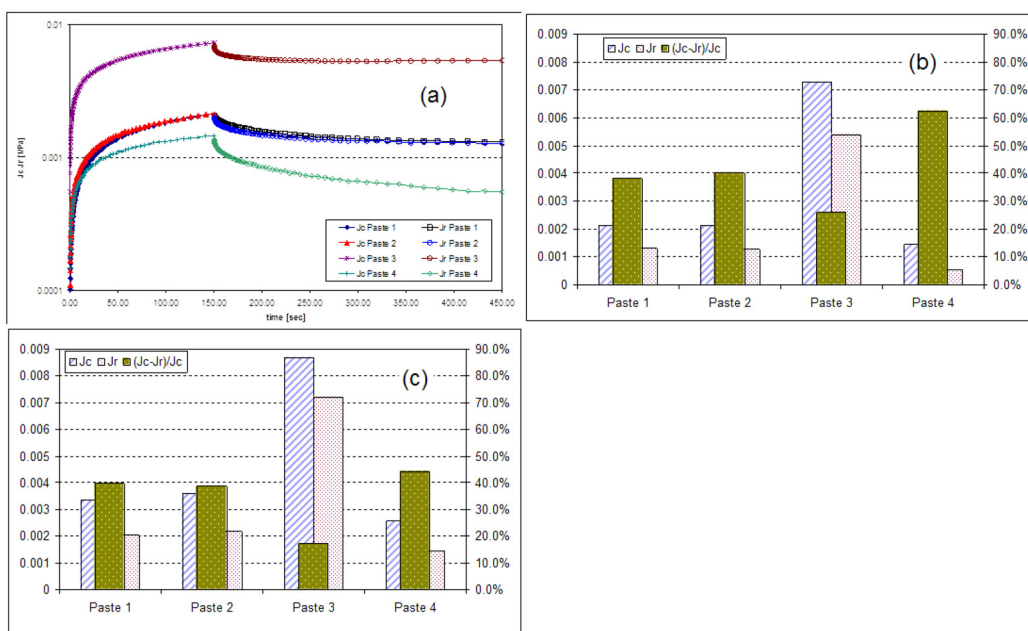 0.01
0.001
0.0001
Jc Jr [1/Pa]
(a)
Jc Paste 1 Jr Paste 1
Jc Paste 2 Jr Paste 2
Jc Paste 3 Jr Paste 3
Jc Paste 4 Jr Paste 4
0.00 50.00 100.00 150.00 200.00 250.00 300.00 350.00 400.00 450.00
time [sec]
Jc Jr (Jc-Jr)/Jc
(b)
0.009 90.0%
0.008 80.0%
0.007 70.0%
0.006 60.0%
0.005 50.0%
0.004 40.0%
0.003 30.0%
0.002 20.0%
0.001 10.0%
0 0.0%
Paste 1 Paste 2 Paste 3 Paste 4
Jc Jr (Jc-Jr)/Jc
(c)
0.009 90.0%
0.008 80.0%
0.007 70.0%
0.006 60.0%
0.005 50.0%
0.004 40.0%
0.003 30.0%
0.002 20.0%
0.001 10.0%
0 0.0%
Paste 1 Paste 2 Paste 3 Paste 4